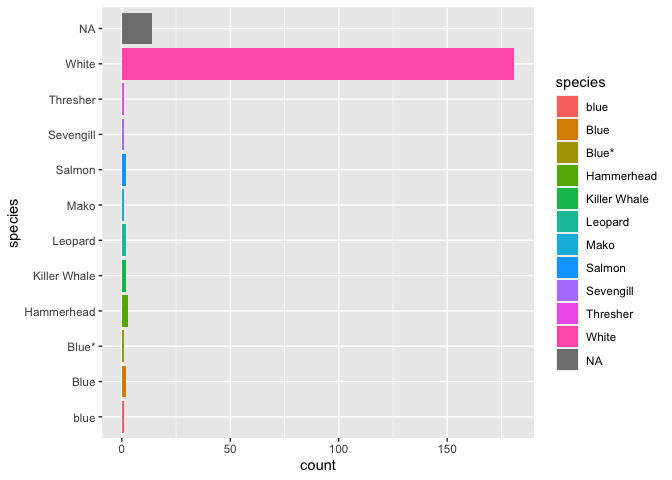 species
NA
White
Thresher
Sevengill
Salmon
Mako
Leopard
Killer Whale
Hammerhead
Blue*
Blue
blue
0 50 100 150
count
species
blue
Blue
Blue*
Hammerhead
Killer Whale
Leopard
Mako
Salmon
Sevengill
Thresher
White
NA